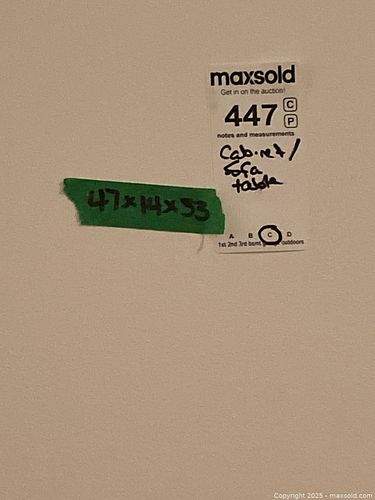 maxsold
Get in on the auction!
447 C
P
notes and measurements
Cabinet/
Sofa
table
47x14x53
A B C D
1st 2nd 3rd bsmt outdoors
Copyright 2025 - maxsold.com